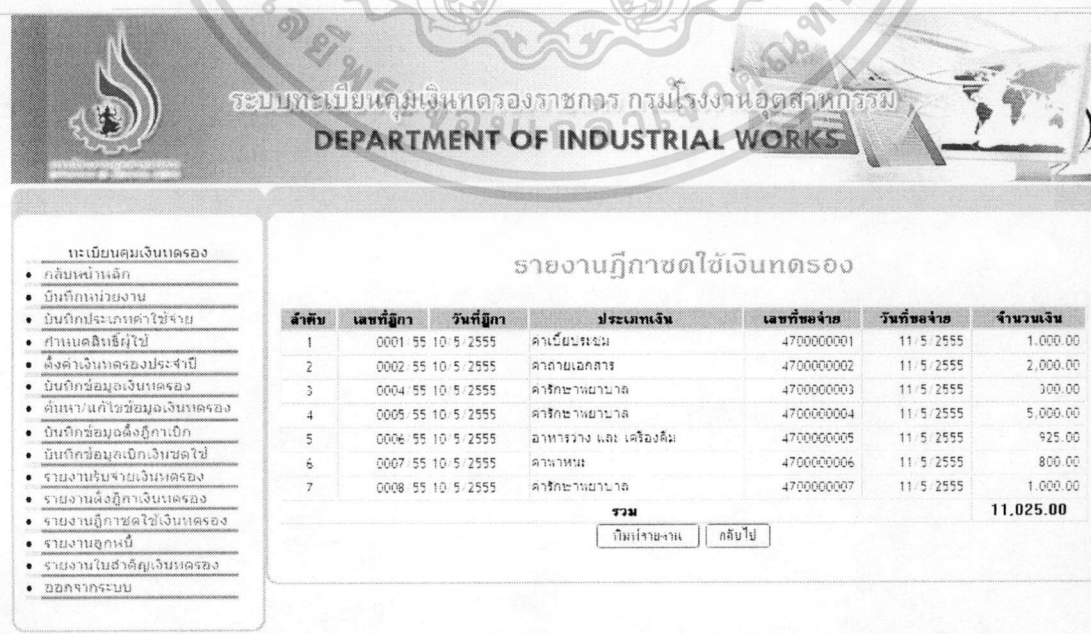 ระบบทะเบียนคุมเงินทดรองราชการ กรมโรงงานอุตสาหกรรม
DEPARTMENT OF INDUSTRIAL WORKS
ทะเบียนคุมเงินทดรอง
กลับหน้าหลัก
บันทึกหน่วยงาน
บันทึกประเภทค่าใช้จ่าย
กำหนดสิทธิ์ผู้ใช้
ตั้งค่าเงินทดรองประจำปี
บันทึกข้อมูลเงินทดรอง
ค้นหา/แก้ไขข้อมูลเงินทดรอง
บันทึกข้อมูลตั้งฎีกาเบิก
บันทึกข้อมูลเบิกเงินชดใช้
รายงานรับจ่ายเงินทดรอง
รายงานตั้งฎีกาเงินทดรอง
รายงานฎีกาชดใช้เงินทดรอง
รายงานลูกหนี้
รายงานใบสำคัญเงินทดรอง
ออกจากระบบ
รายงานฎีกาชดใช้เงินทดรอง
ลำดับ เลขที่ฎีกา วันที่ฎีกา ประเภทเงิน เลขที่ขอจ่าย วันที่ขอจ่าย จำนวนเงิน
1 0001/55 10/5/2555 ค่าเบี้ยประชุม 4700000001 11/5/2555 1,000.00
2 0002/55 10/5/2555 ค่าถ่ายเอกสาร 4700000002 11/5/2555 2,000.00
3 0004/55 10/5/2555 ค่ารักษาพยาบาล 4700000003 11/5/2555 300.00
4 0005/55 10/5/2555 ค่ารักษาพยาบาล 4700000004 11/5/2555 5,000.00
5 0006/55 10/5/2555 อาหารว่าง และ เครื่องดื่ม 4700000005 11/5/2555 925.00
6 0007/55 10/5/2555 ค่าพาหนะ 4700000006 11/5/2555 800.00
7 0008/55 10/5/2555 ค่ารักษาพยาบาล 4700000007 11/5/2555 1,000.00
รวม 11,025.00
พิมพ์รายงาน กลับไป